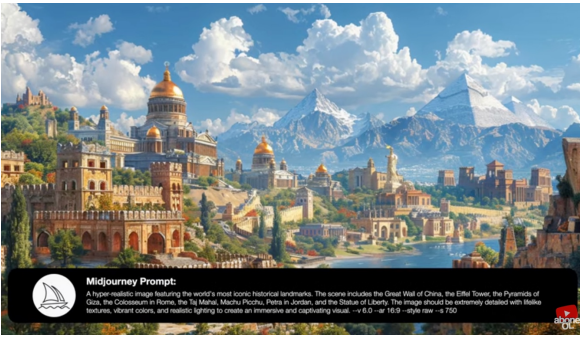 Midjourney Prompt:
A hyper-realistic image featuring the world's most iconic historical landmarks. The scene includes the Great Wall of China, the Eiffel Tower, the Pyramids of
Giza, the Colosseum in Rome, the Taj Mahal, Machu Picchu, Petra in Jordan, and the Statue of Liberty. The image should be extremely detailed with lifelike
textures, vibrant colors, and realistic lighting to create an immersive and captivating visual. --v 6.0 --ar 16:9 --style raw --s 750
abone
OL